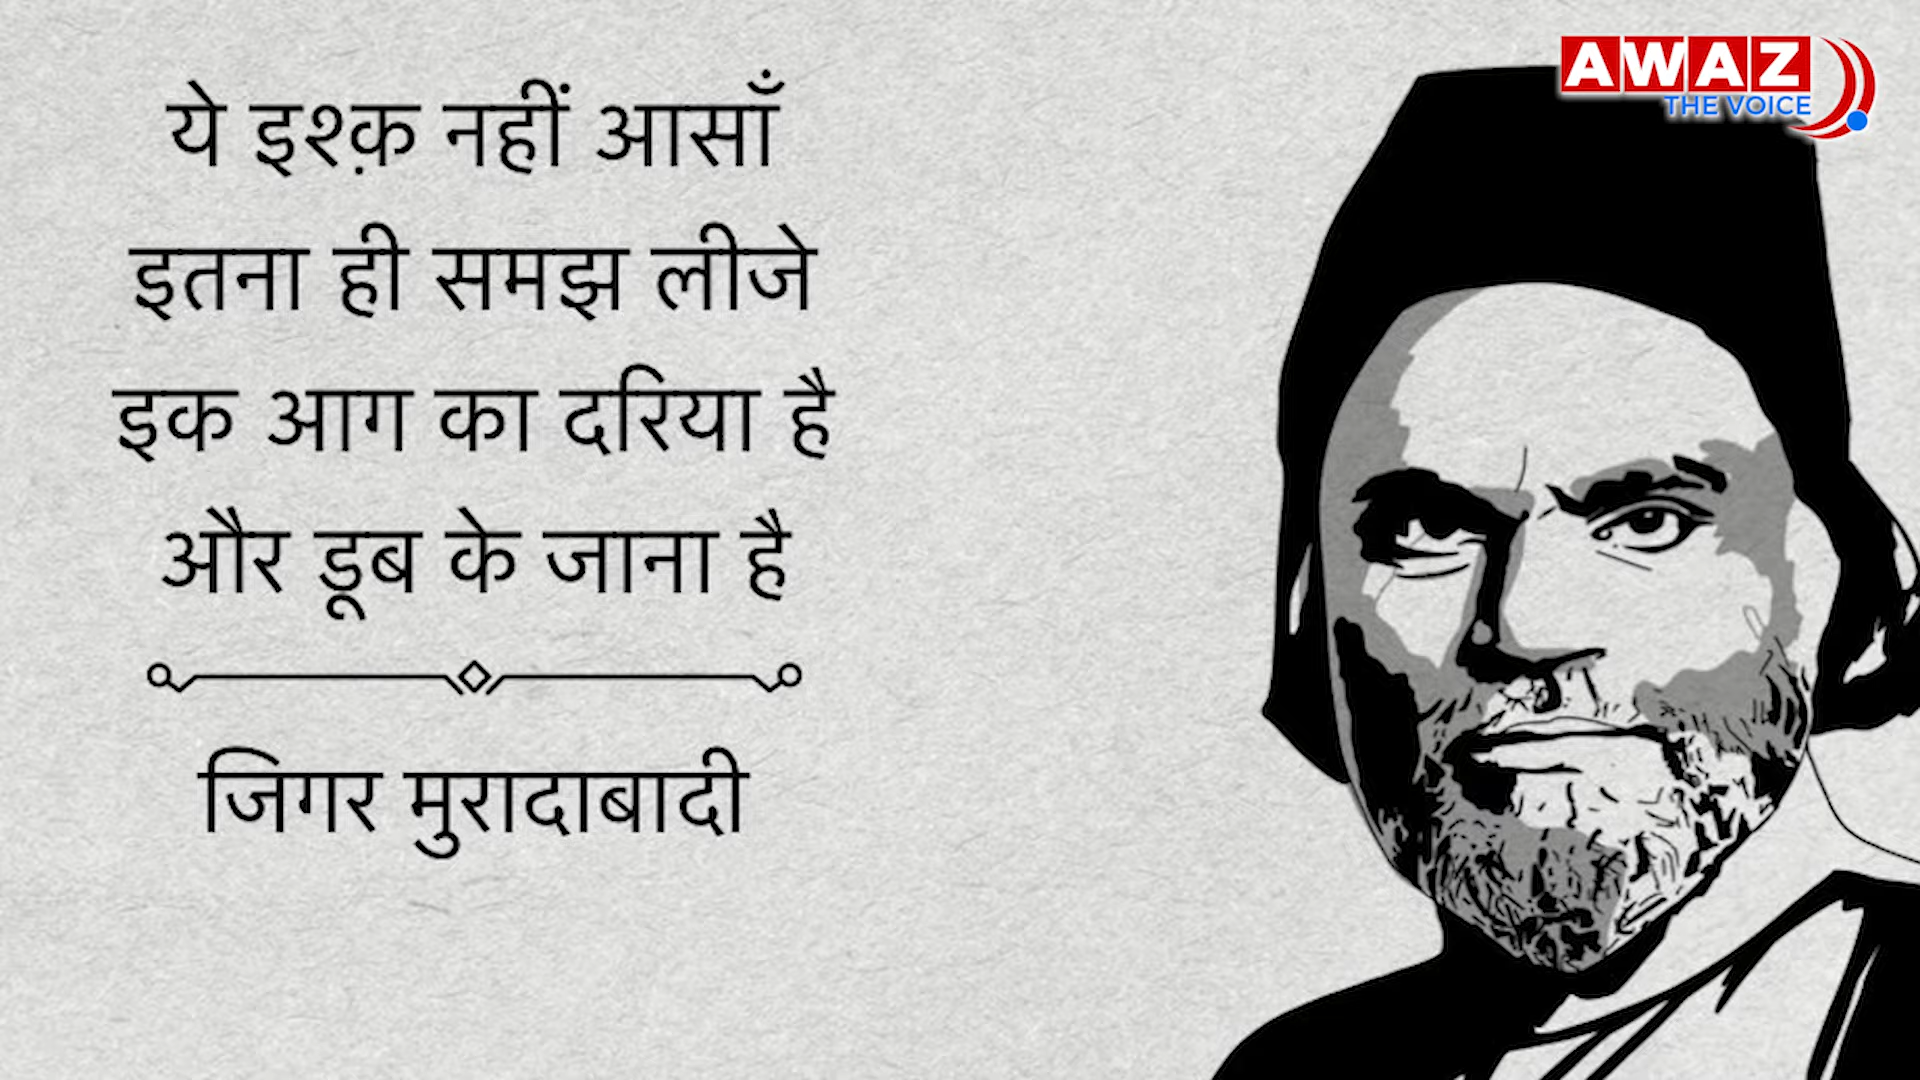 ये इश्क़ नहीं आसाँ
इतना ही समझ लीजे
इक आग का दरिया है
और डूब के जाना है
जिगर मुरादाबादी
AWAZ
THE VOICE